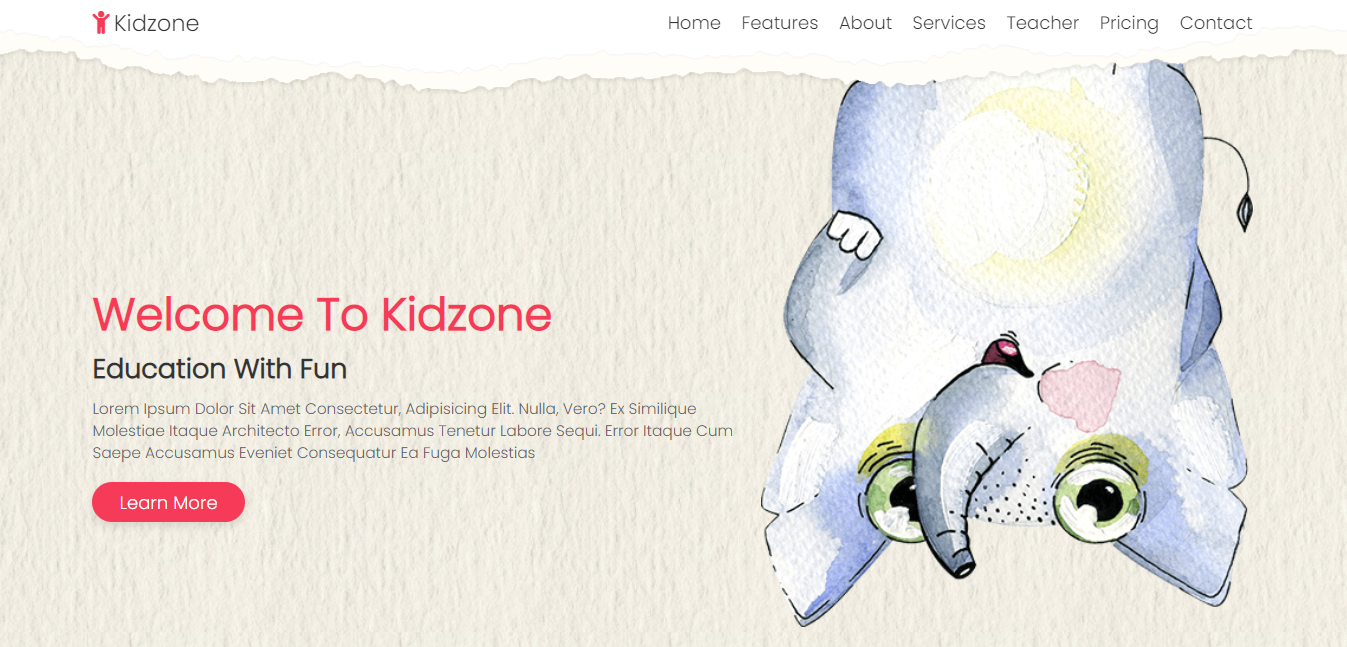 Kidzone
Home Features About Services Teacher Pricing Contact
Welcome To Kidzone
Education With Fun
Lorem Ipsum Dolor Sit Amet Consectetur, Adipisicing Elit. Nulla, Vero? Ex Similique
Molestiae Itaque Architecto Error, Accusamus Tenetur Labore Sequi. Error Itaque Cum
Saepe Accusamus Eveniet Consequatur Ea Fuga Molestias
Learn More